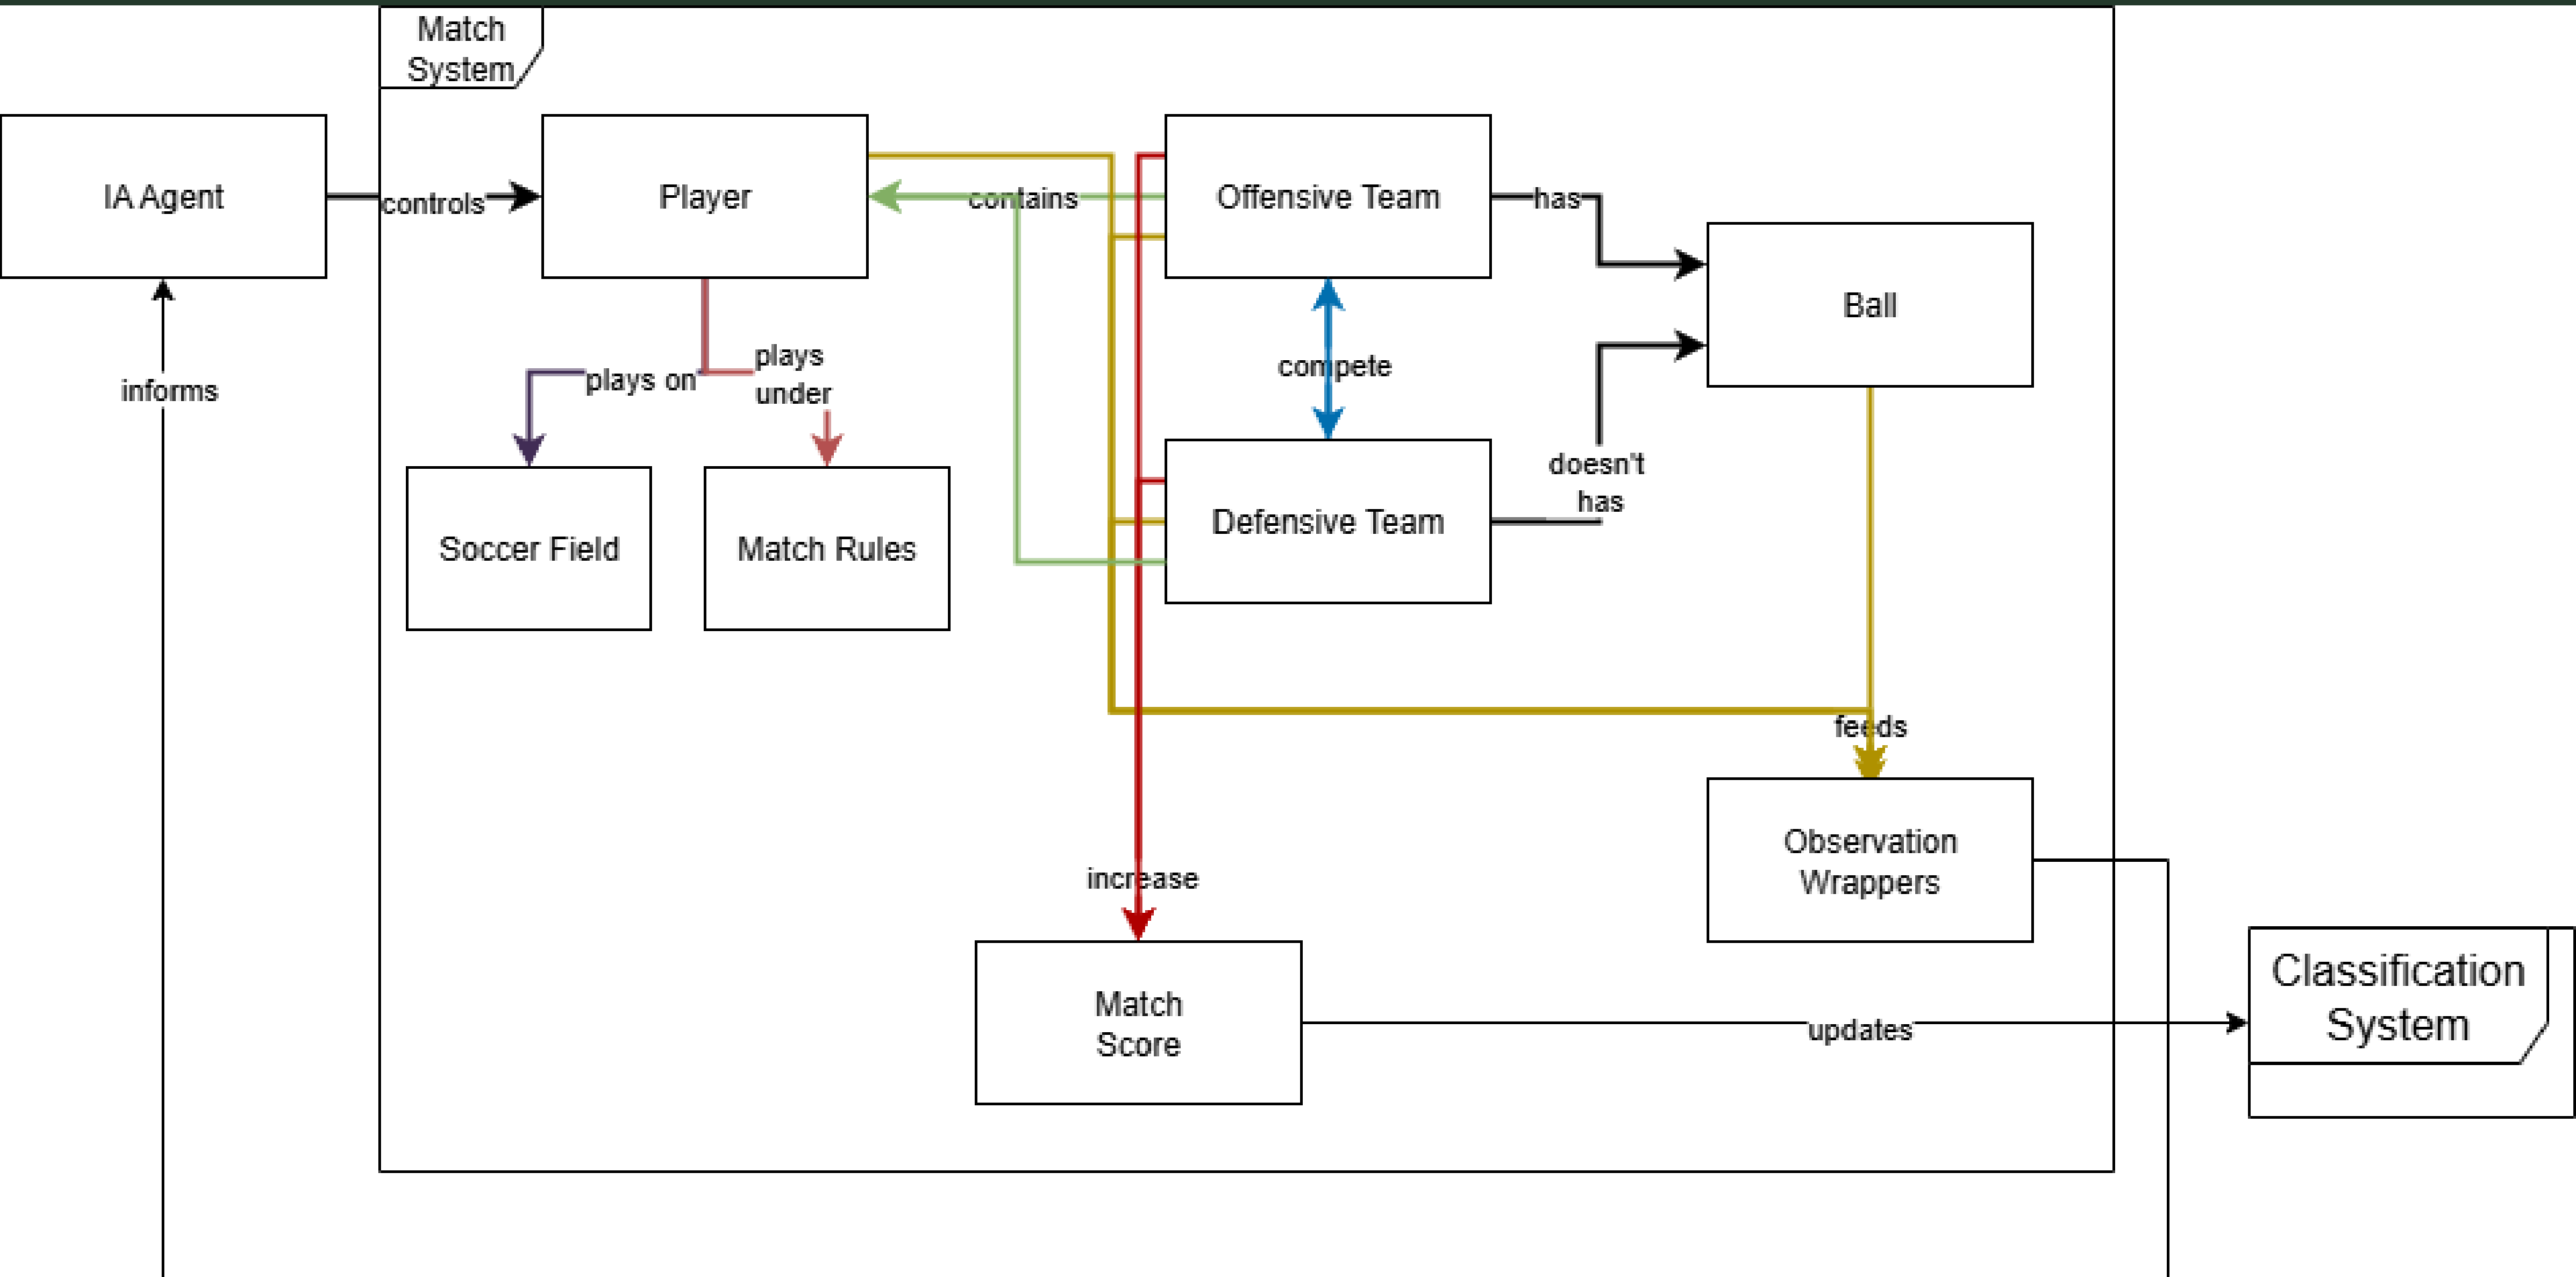 Match
System
IA Agent
controls
Player
contains
Offensive Team
has
Ball
informs
plays on
plays
under
compete
doesn't
has
Soccer Field
Match Rules
Defensive Team
feeds
Observation
Wrappers
increase
Match
Score
updates
Classification
System